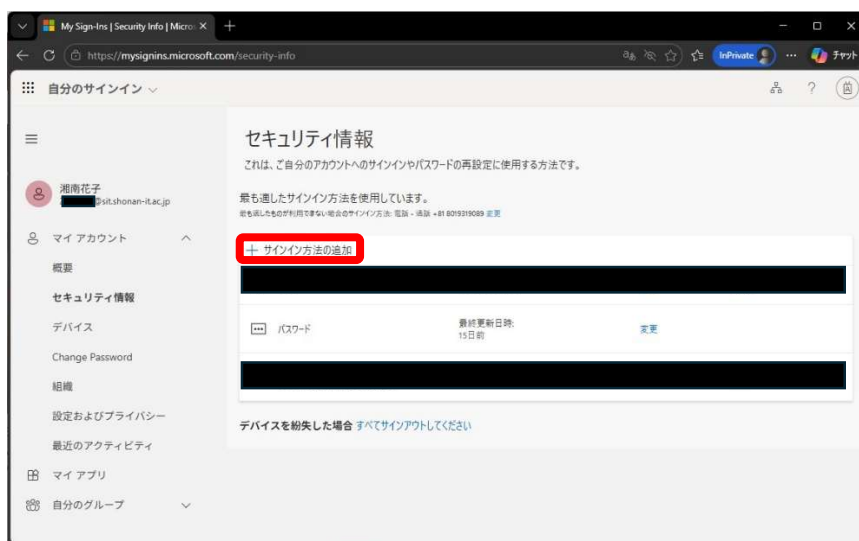 My Sign-Ins | Security Info | Micros
https://mysignins.microsoft.com/security-info
InPrivate
チャット
自分のサインイン
湘南花子
@sit.shonan-it.ac.jp
マイ アカウント
概要
セキュリティ情報
デバイス
Change Password
組織
設定およびプライバシー
最近のアクティビティ
マイ アプリ
自分のグループ
セキュリティ情報
これは、ご自分のアカウントへのサインインやパスワードの再設定に使用する方法です。
最も適したサインイン方法を使用しています。
最も適したものが利用できない場合のサインイン方法: 電話 - 通話 +81 8019319089 変更
＋ サインイン方法の追加
パスワード
最終更新日時:
15日前
変更
デバイスを紛失した場合 すべてサインアウトしてください